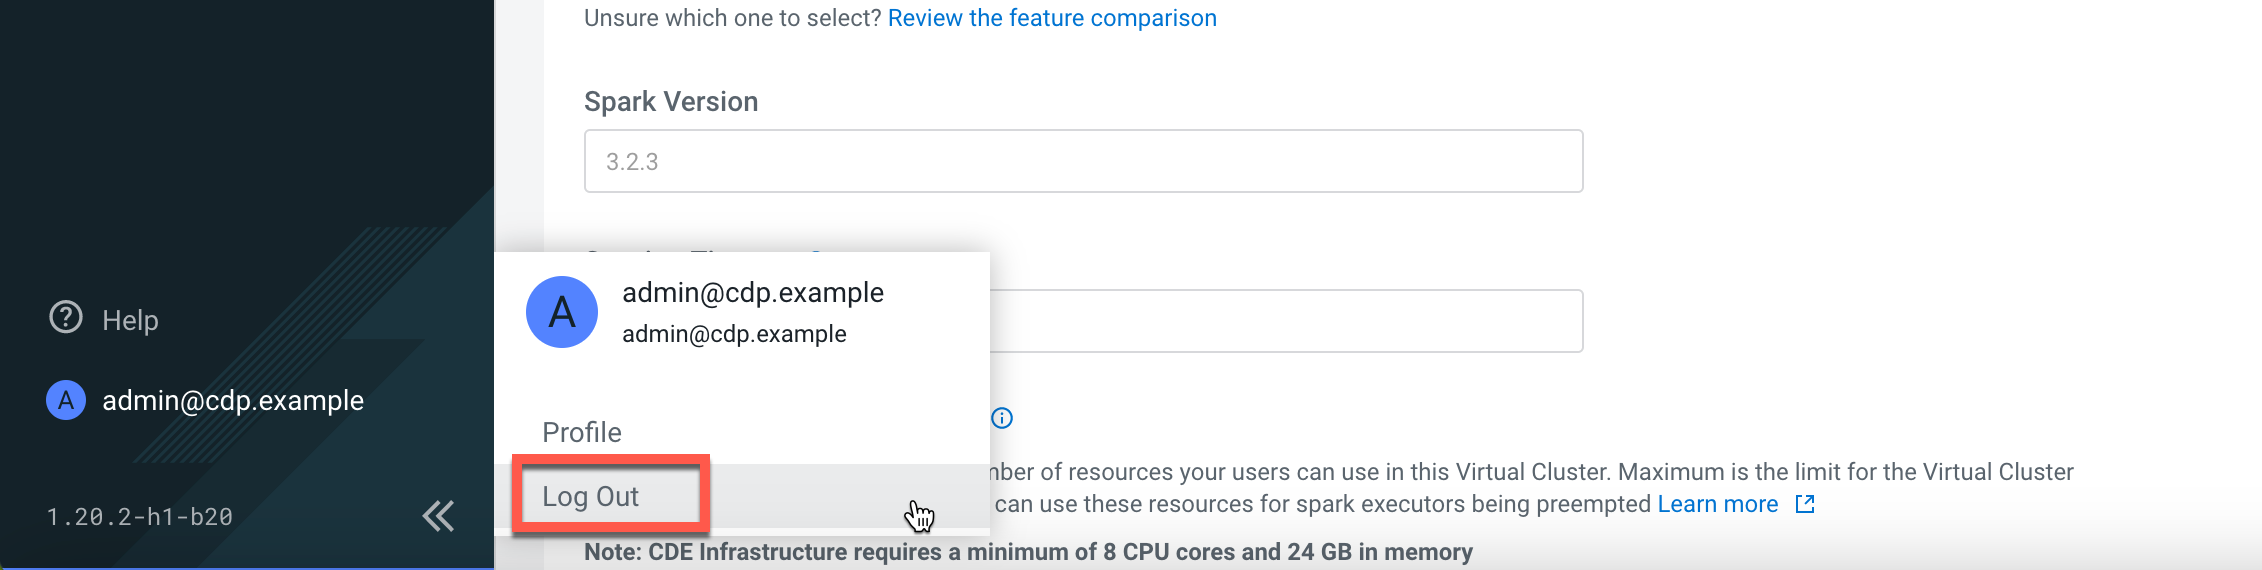 Unsure which one to select? Review the feature comparison
Spark Version
3.2.3
Help
A admin@cdp.example
1.20.2-h1-b20
A
admin@cdp.example
admin@cdp.example
Profile
Log Out
of resources your users can use in this Virtual Cluster. Maximum is the limit for the Virtual Cluster
can use these resources for spark executors being preempted Learn more
Note: CDE Infrastructure requires a minimum of 8 CPU cores and 24 GB in memory